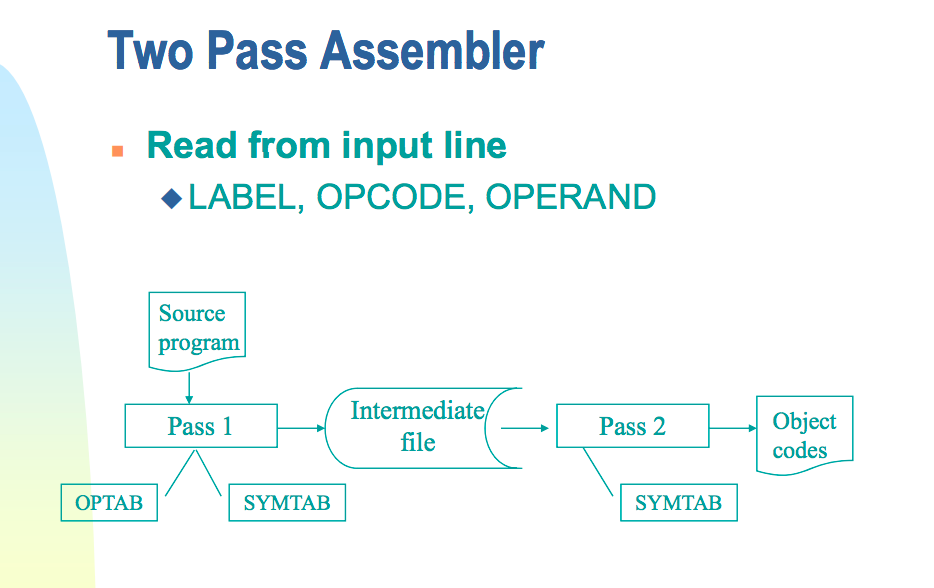 Two Pass Assembler
Read from input line
LABEL, OPCODE, OPERAND
Source
program
Pass 1
Intermediate
file
Pass 2
Object
codes
OPTAB
SYMTAB
SYMTAB